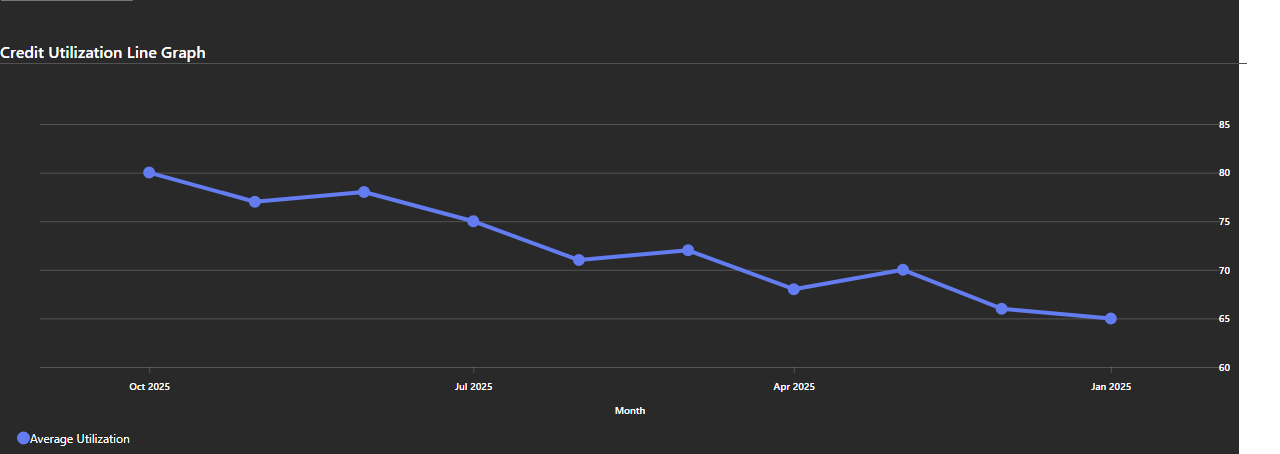 Credit Utilization Line Graph
85
80
75
70
65
60
Oct 2025 Jul 2025 Apr 2025 Jan 2025
Month
Average Utilization